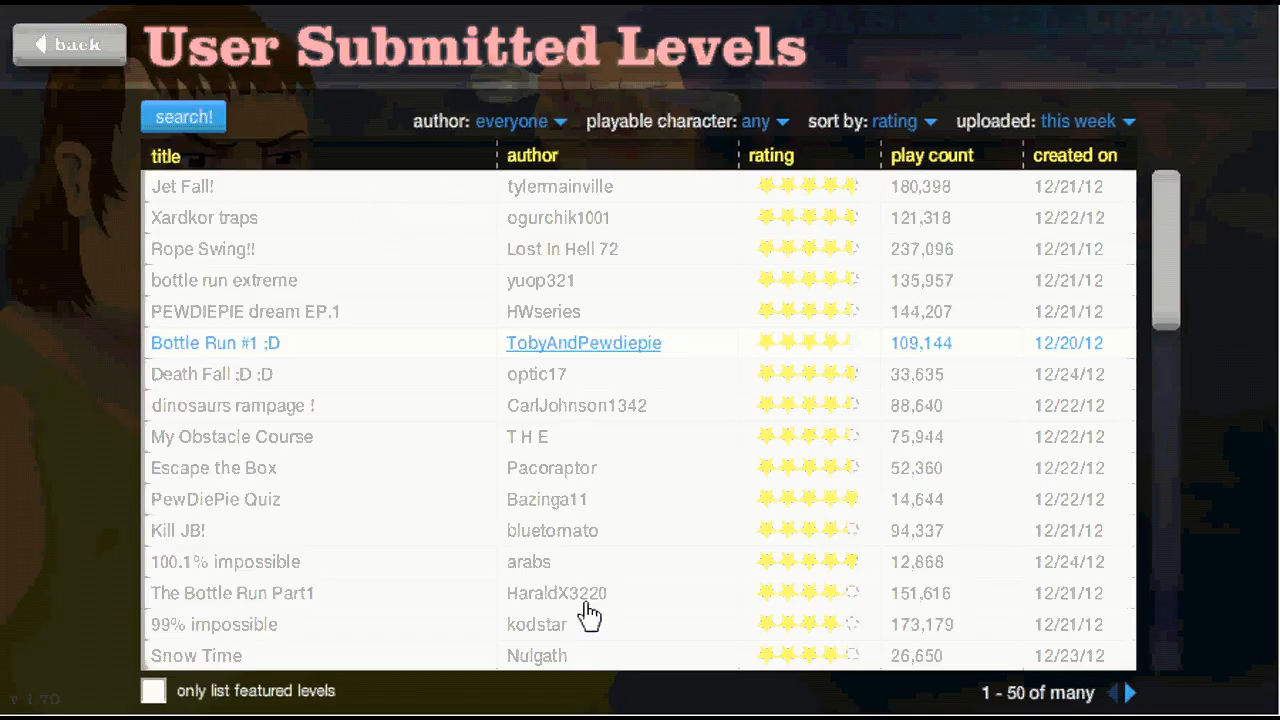 back
User Submitted Levels
search! author: everyone playable character: any sort by: rating uploaded: this week
title author rating play count created on
Jet Fall! tylermainville 180,398 12/21/12
Xardkor traps ogurchik1001 121,318 12/22/12
Rope Swing!! Lost In Hell 72 237,096 12/21/12
bottle run extreme yuop321 135,957 12/21/12
PEWDIEPIE dream EP.1 HWseries 144,207 12/21/12
Bottle Run #1 ;D TobyAndPewdiepie 109,144 12/20/12
Death Fall :D :D optic17 33,635 12/24/12
dinosaurs rampage ! CarlJohnson1342 88,640 12/22/12
My Obstacle Course T H E 75,944 12/22/12
Escape the Box Pacoraptor 52,360 12/22/12
PewDiePie Quiz Bazinga11 14,644 12/22/12
Kill JB! bluetomato 94,337 12/21/12
100.1% impossible arabs 12,868 12/24/12
The Bottle Run Part1 HaraldX3220 151,616 12/21/12
99% impossible kodstar 173,179 12/21/12
Snow Time Nulgath 26,650 12/23/12
only list featured levels 1 - 50 of many
v 1.70